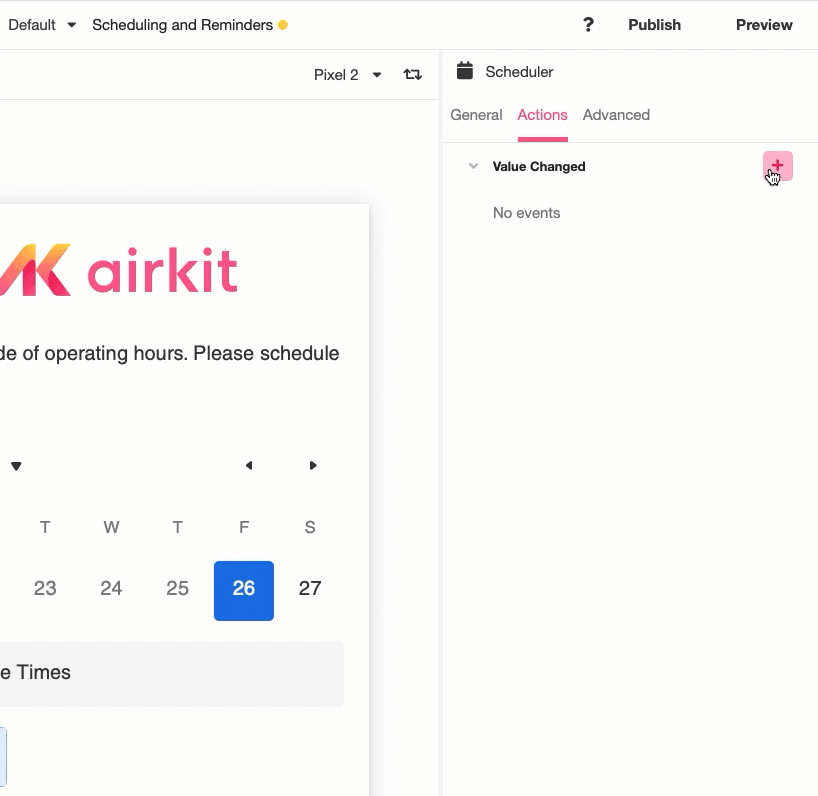 Default Scheduling and Reminders ? Publish Preview
Pixel 2
Scheduler
General Actions Advanced
Value Changed +
No events
airkit
of operating hours. Please schedule
T W T F S
23 24 25 26 27
Times